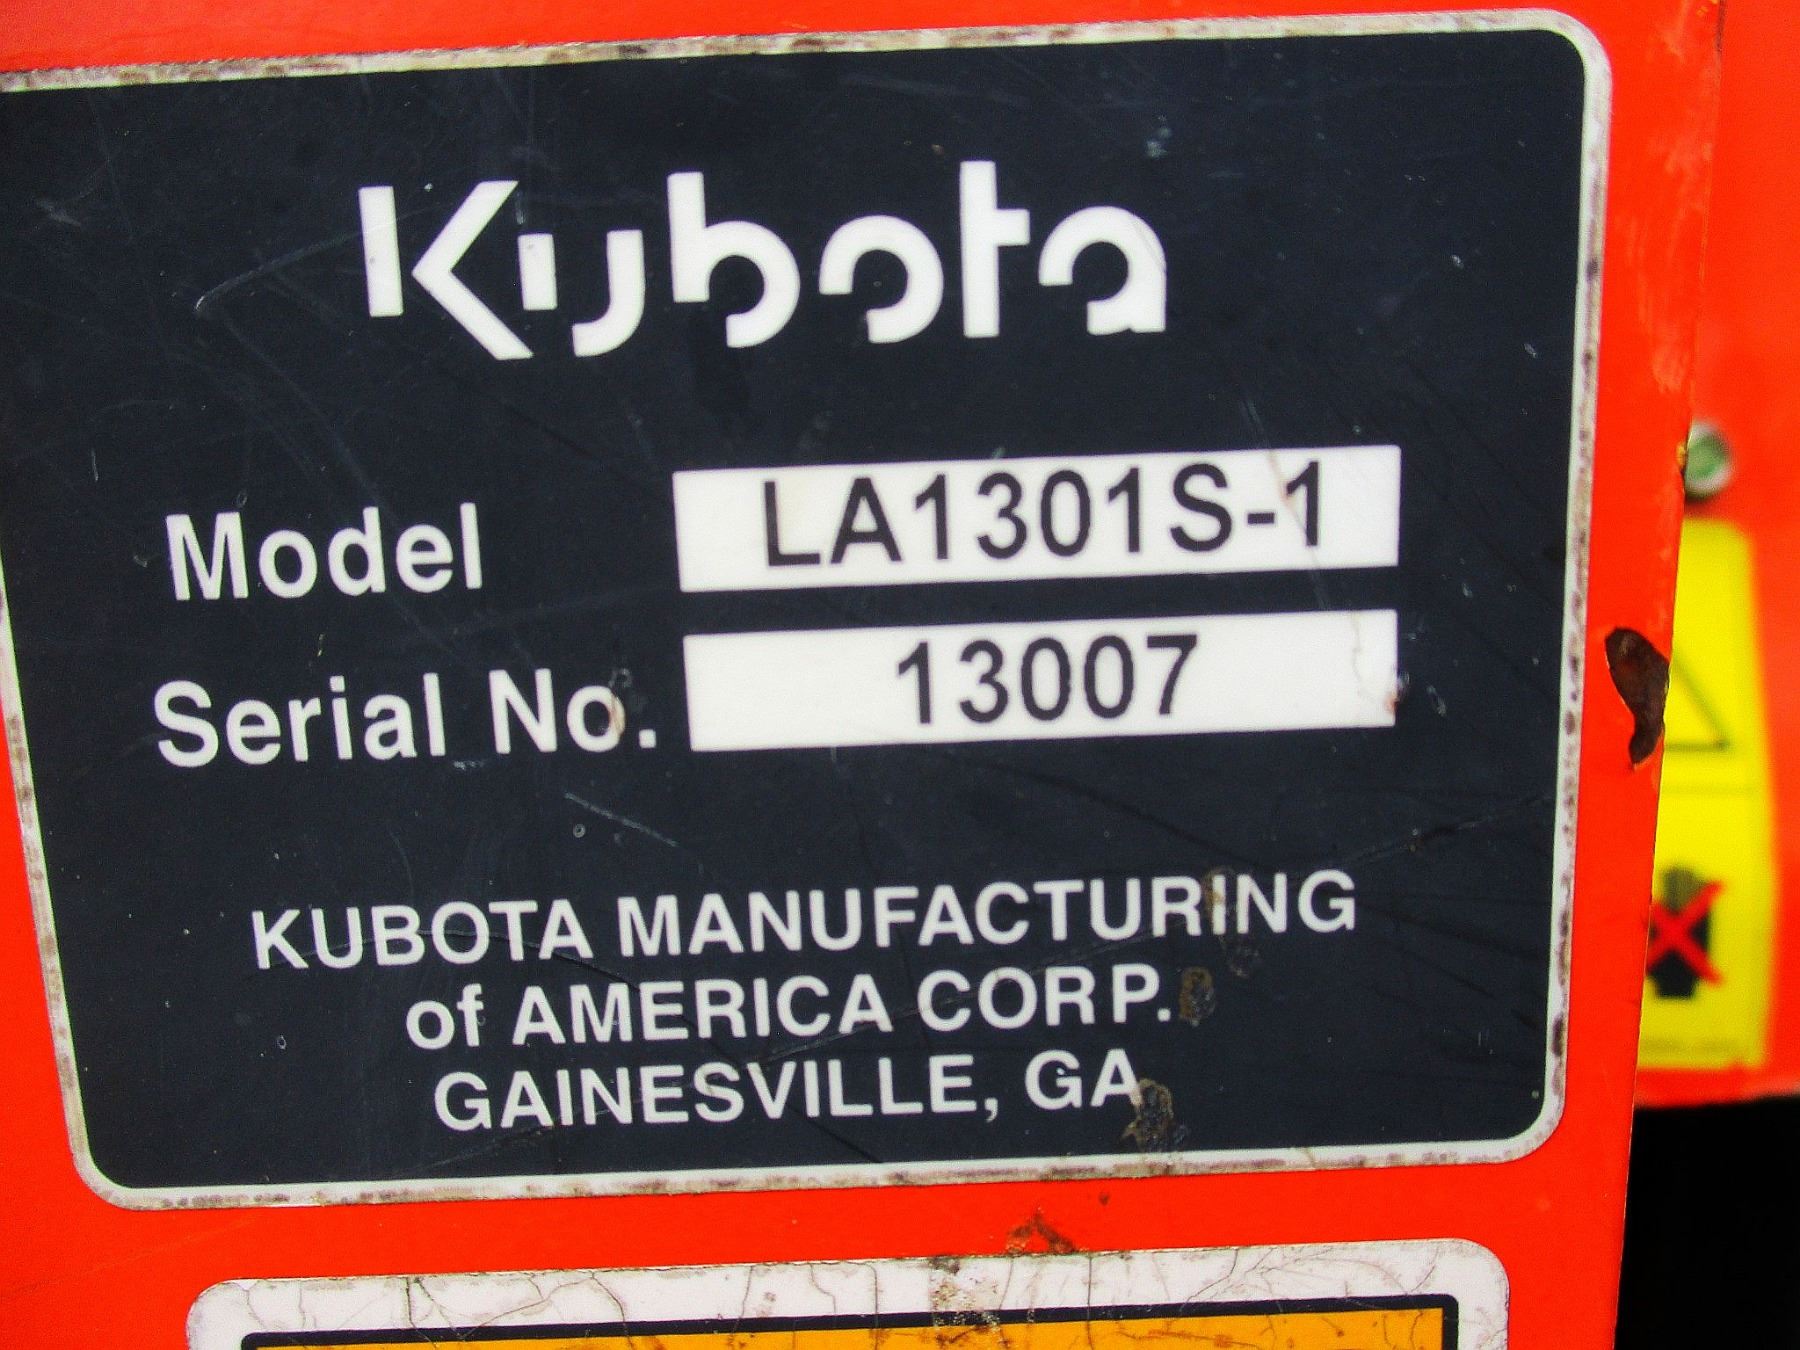 Kubota
Model LA1301S-1
Serial No. 13007
KUBOTA MANUFACTURING
of AMERICA CORP.
GAINESVILLE, GA